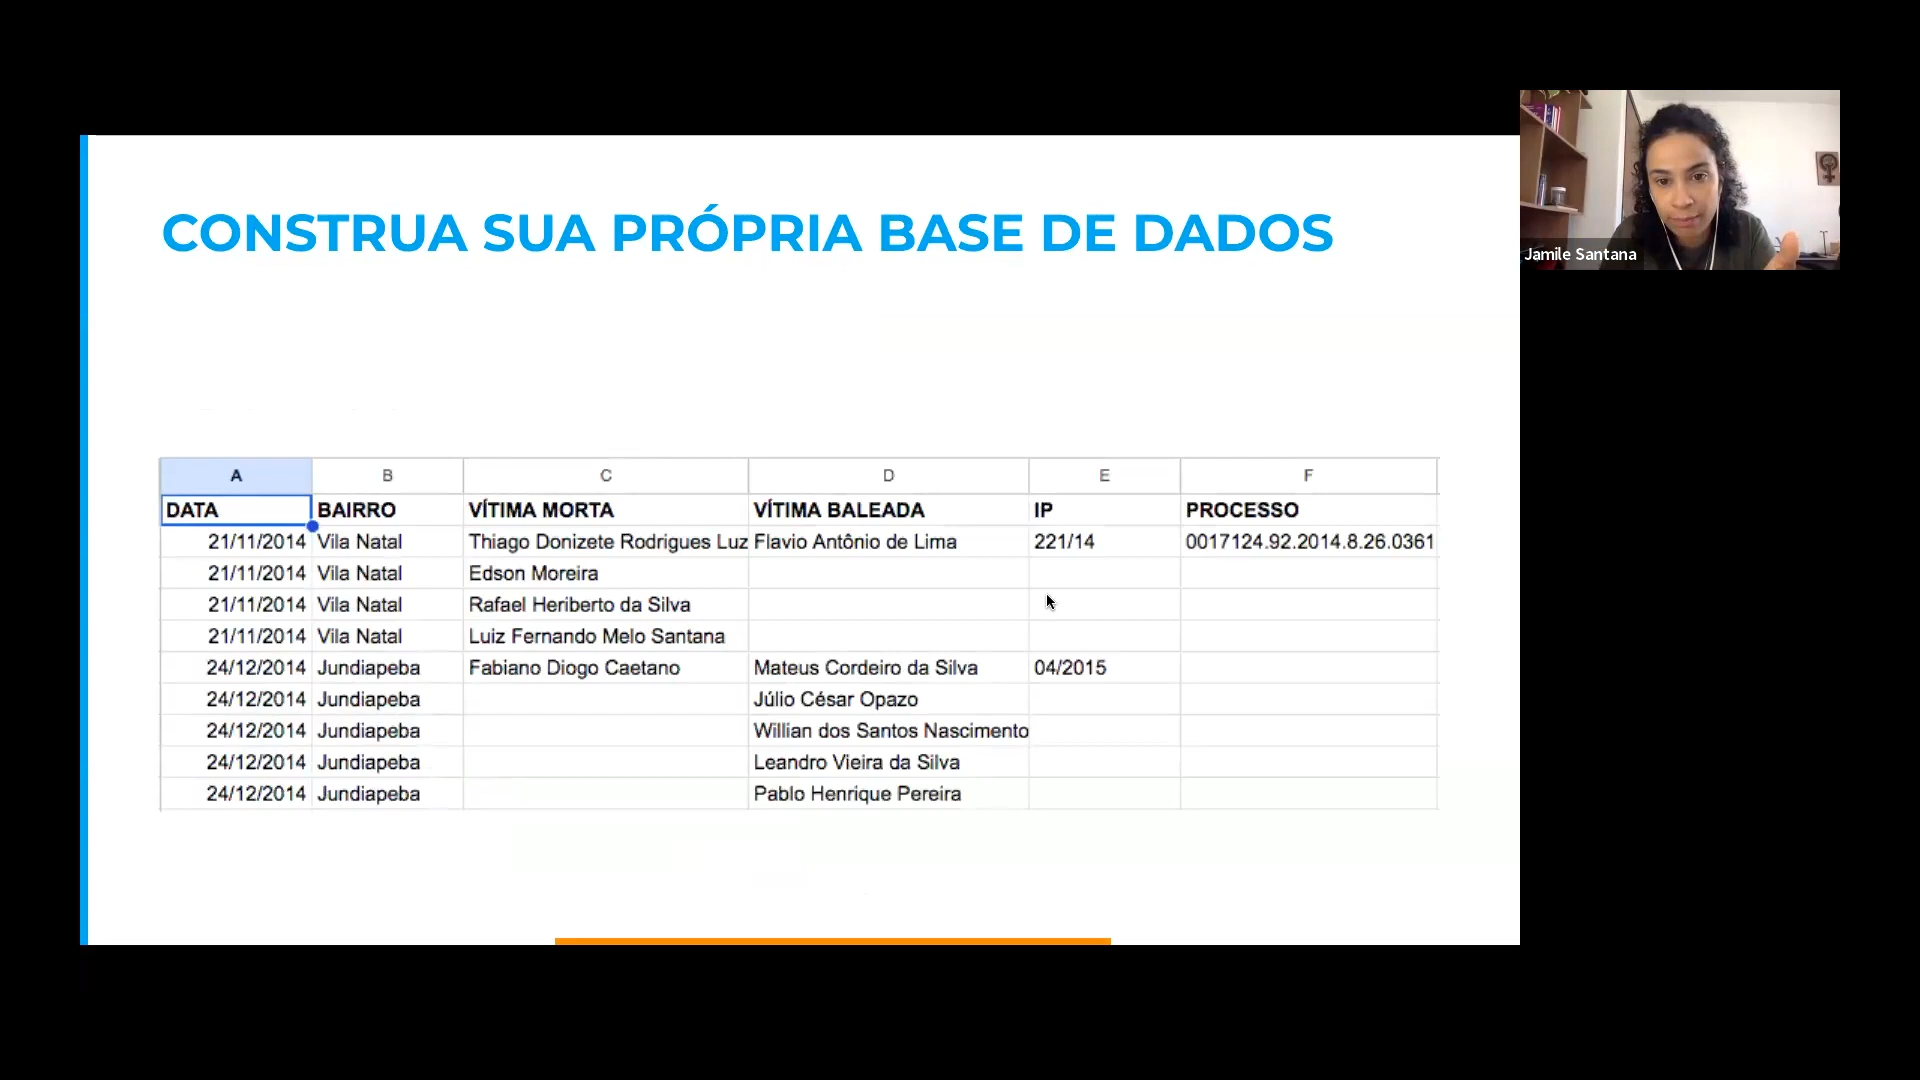 CONSTRUA SUA PRÓPRIA BASE DE DADOS
Jamile Santana
A B C D E F
DATA BAIRRO VÍTIMA MORTA VÍTIMA BALEADA IP PROCESSO
21/11/2014 Vila Natal Thiago Donizete Rodrigues Luz Flavio Antônio de Lima 221/14 0017124.92.2014.8.26.0361
21/11/2014 Vila Natal Edson Moreira
21/11/2014 Vila Natal Rafael Heriberto da Silva
21/11/2014 Vila Natal Luiz Fernando Melo Santana
24/12/2014 Jundiapeba Fabiano Diogo Caetano Mateus Cordeiro da Silva 04/2015
24/12/2014 Jundiapeba Júlio César Opazo
24/12/2014 Jundiapeba Willian dos Santos Nascimento
24/12/2014 Jundiapeba Leandro Vieira da Silva
24/12/2014 Jundiapeba Pablo Henrique Pereira